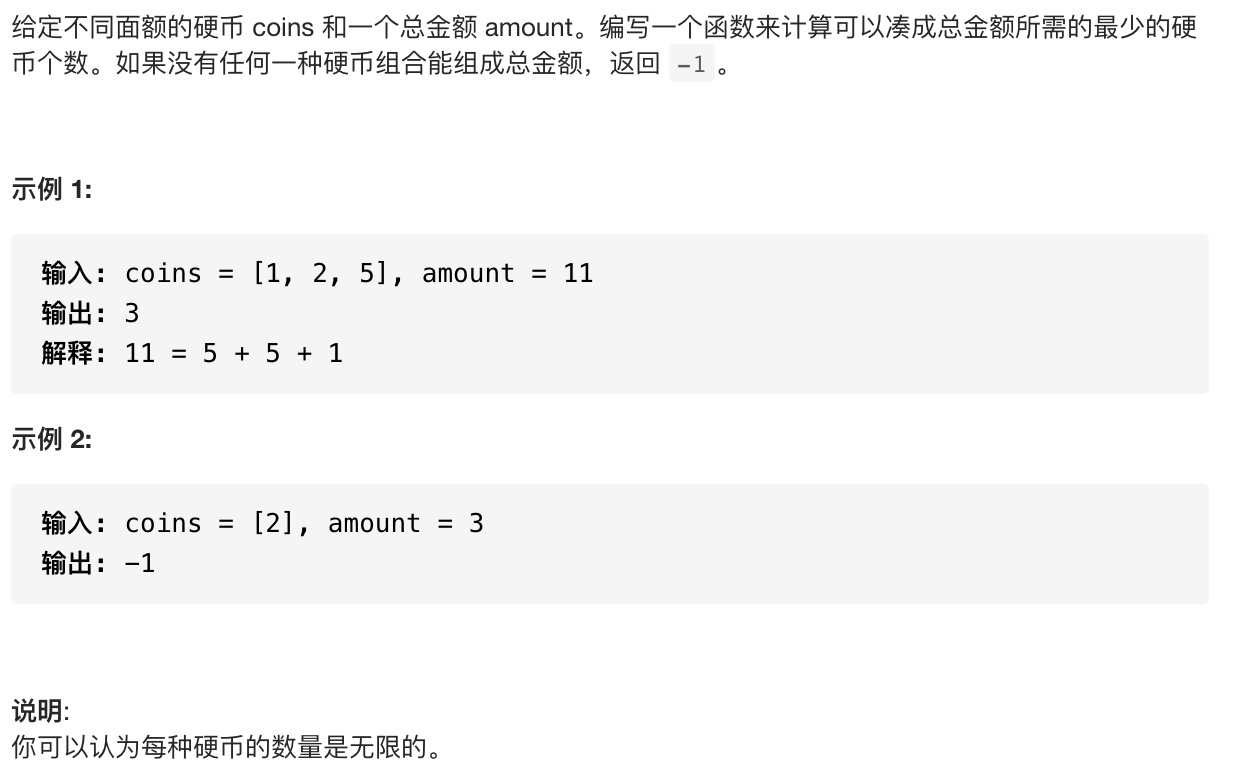 给定不同面额的硬币 coins 和一个总金额 amount。编写一个函数来计算可以凑成总金额所需的最少的硬
币个数。如果没有任何一种硬币组合能组成总金额，返回 -1 。
示例 1:
输入: coins = [1, 2, 5], amount = 11
输出: 3
解释: 11 = 5 + 5 + 1
示例 2:
输入: coins = [2], amount = 3
输出: -1
说明:
你可以认为每种硬币的数量是无限的。